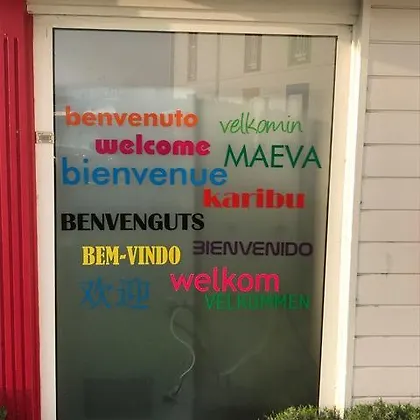 benvenuto
velkomin
welcome
MAEVA
bienvenue
karibu
BENVENGUTS
BIENVENIDO
BEM-VINDO
welkom
欢迎
VELKOMMEN